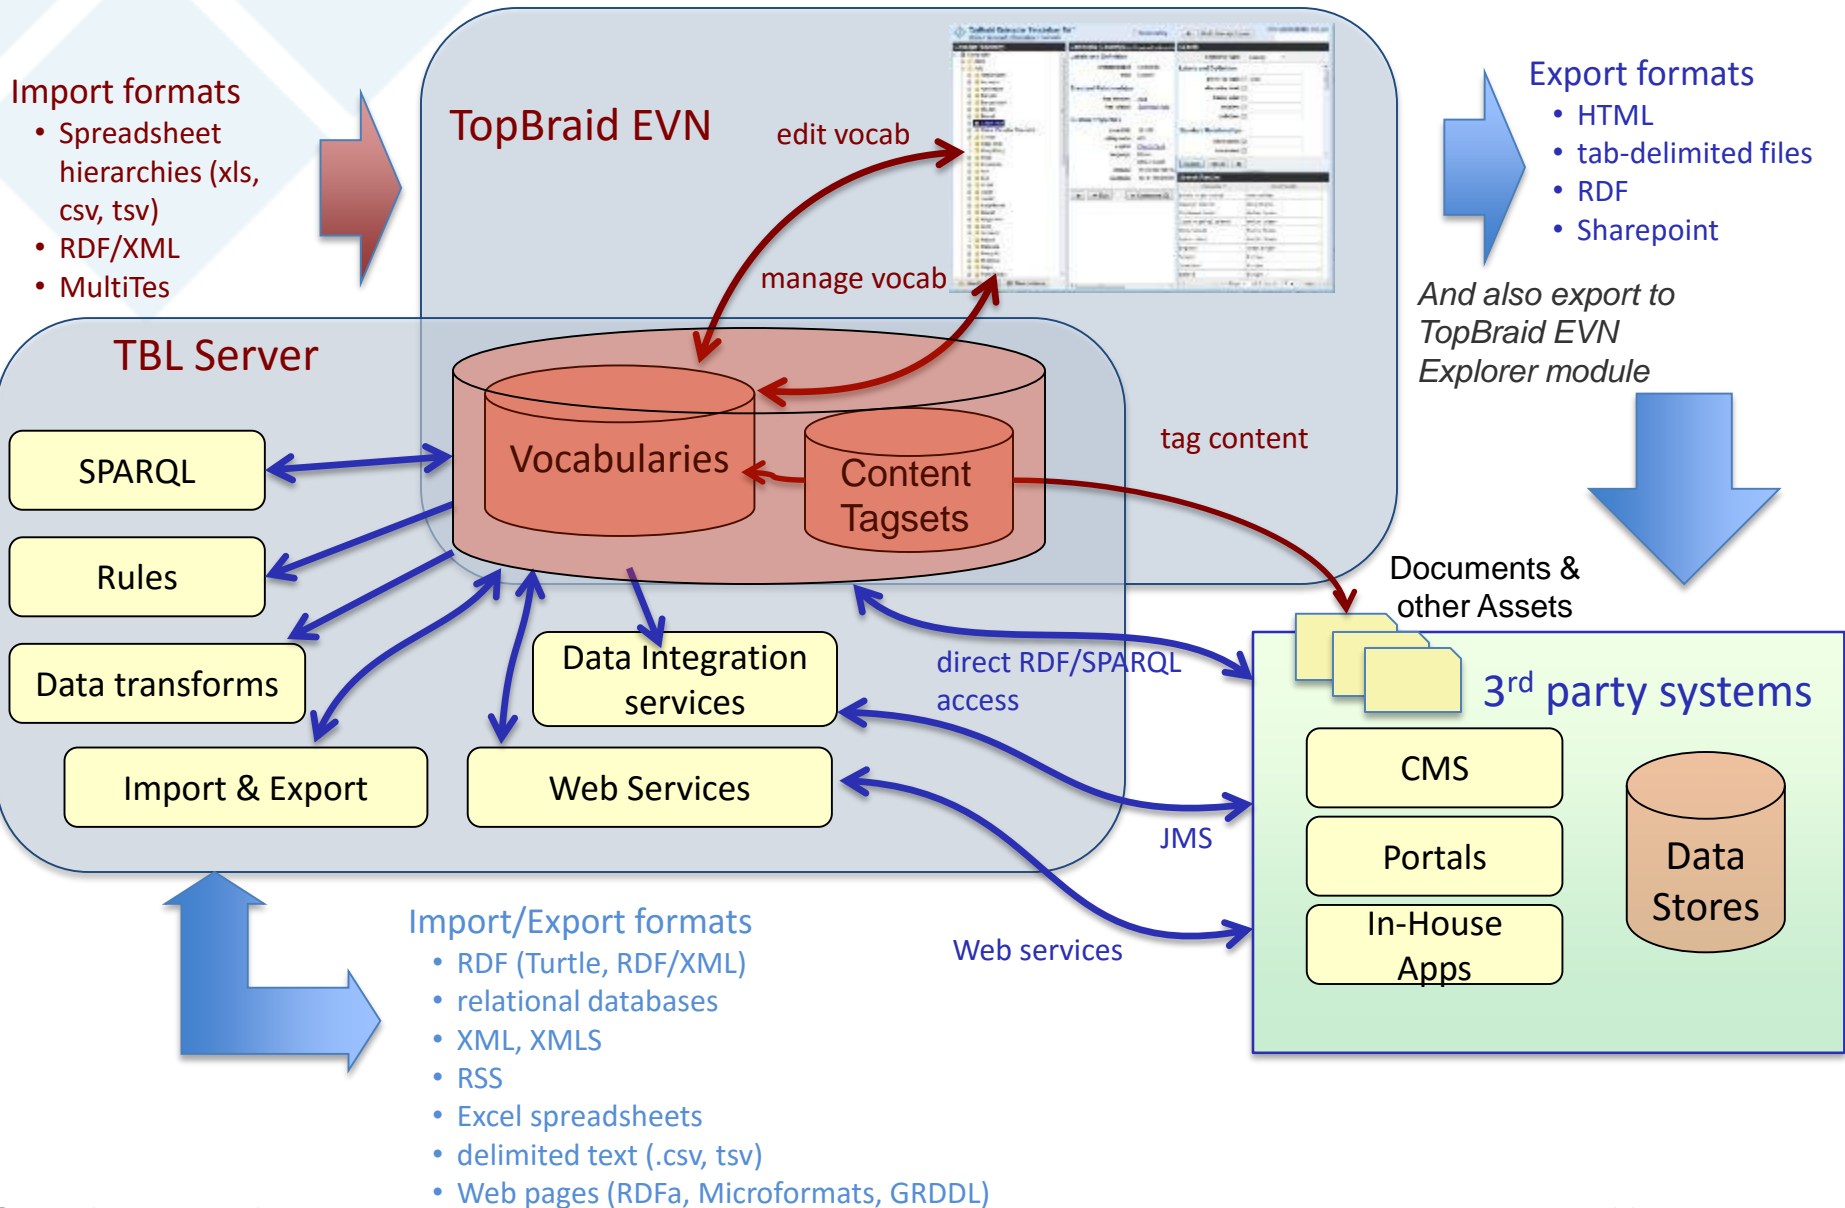 Import formats
• Spreadsheet
hierarchies (xls,
csv, tsv)
• RDF/XML
• MultiTes
TopBraid EVN
edit vocab
manage vocab
Export formats
• HTML
• tab-delimited files
• RDF
• Sharepoint
And also export to
TopBraid EVN
Explorer module
TBL Server
Vocabularies
Content
Tagsets
tag content
SPARQL
Rules
Data transforms
Import & Export
Data Integration
services
Web Services
direct RDF/SPARQL
access
JMS
Web services
Documents &
other Assets
3rd party systems
CMS
Portals
In-House
Apps
Data
Stores
Import/Export formats
• RDF (Turtle, RDF/XML)
• relational databases
• XML, XMLS
• RSS
• Excel spreadsheets
• delimited text (.csv, tsv)
• Web pages (RDFa, Microformats, GRDDL)